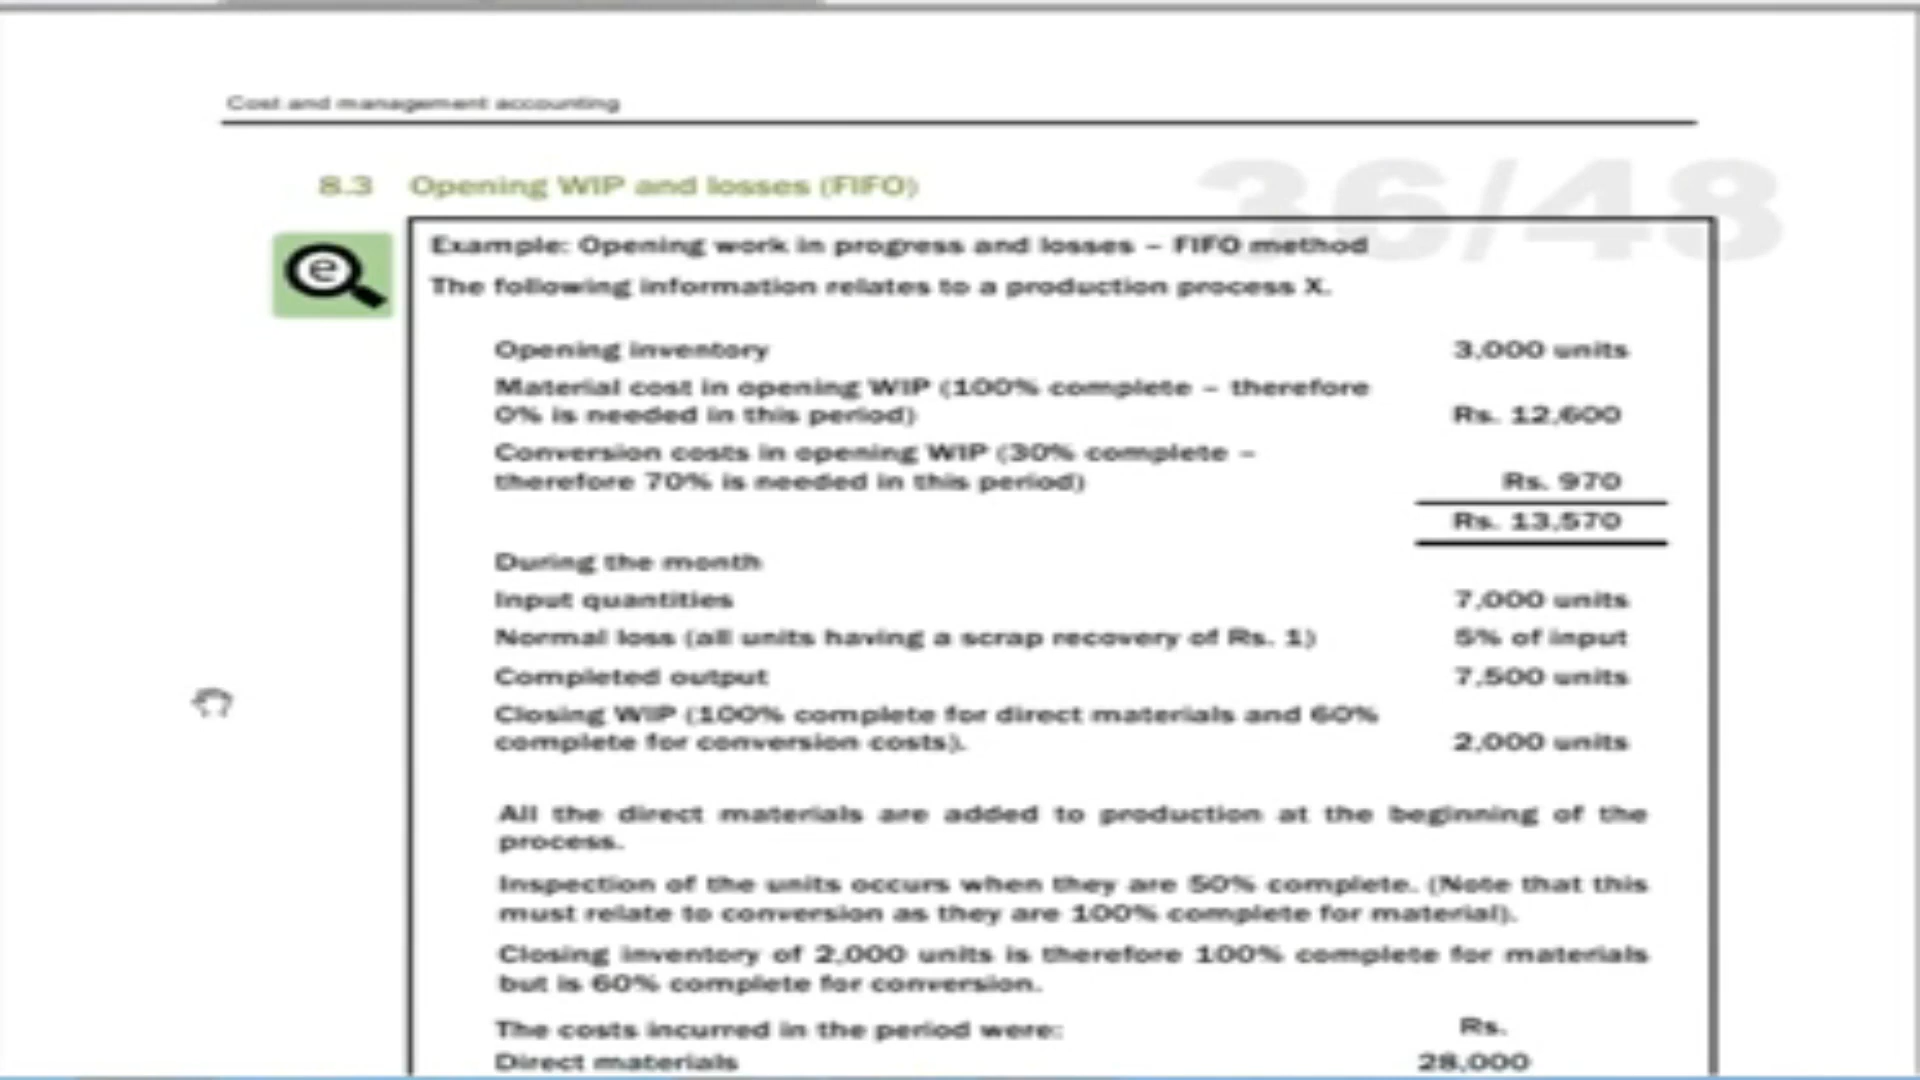 Cost and management accounting
36/48
8.3 Opening WIP and losses (FIFO)
e
Example: Opening work in progress and losses – FIFO method
The following information relates to a production process X.
Opening inventory 3,000 units
Material cost in opening WIP (100% complete – therefore
0% is needed in this period) Rs. 12,600
Conversion costs in opening WIP (30% complete –
therefore 70% is needed in this period) Rs. 970
Rs. 13,570
During the month
Input quantities 7,000 units
Normal loss (all units having a scrap recovery of Rs. 1) 5% of input
Completed output 7,500 units
Closing WIP (100% complete for direct materials and 60%
complete for conversion costs). 2,000 units
All the direct materials are added to production at the beginning of the
process.
Inspection of the units occurs when they are 50% complete. (Note that this
must relate to conversion as they are 100% complete for material).
Closing inventory of 2,000 units is therefore 100% complete for materials
but is 60% complete for conversion.
The costs incurred in the period were: Rs.
Direct materials 28,000